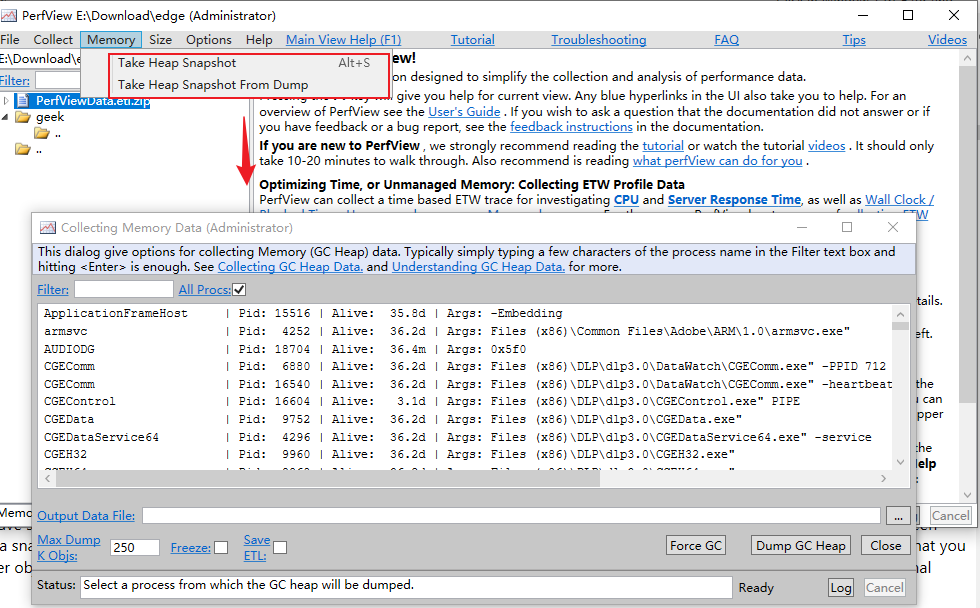 PerfView E:\Download\edge (Administrator)
File Collect Memory Size Options Help Main View Help (F1) Tutorial Troubleshooting FAQ Tips Videos
Take Heap Snapshot Alt+S
Take Heap Snapshot From Dump
E:\Download\e
Filter:
PerfViewData.etl.zip
geek
..
..
ew!
on designed to simplify the collection and analysis of performance data.
give you help for current view. Any blue hyperlinks in the UI also take you to help. For an
overview of PerfView see the User's Guide . If you wish to ask a question that the documentation did not answer or if
you have feedback or a bug report, see the feedback instructions in the documentation.
If you are new to PerfView , we strongly recommend reading the tutorial or watch the tutorial videos . It should only
take 10-20 minutes to walk through. Also recommend is reading what perfView can do for you .
Optimizing Time, or Unmanaged Memory: Collecting ETW Profile Data
PerfView can collect a time based ETW trace for investigating CPU and Server Response Time, as well as Wall Clock /
Collecting Memory Data (Administrator)
This dialog give options for collecting Memory (GC Heap) data. Typically simply typing a few characters of the process name in the Filter text box and
hitting <Enter> is enough. See Collecting GC Heap Data. and Understanding GC Heap Data. for more.
Filter: All Procs:
ApplicationFrameHost | Pid: 15516 | Alive: 35.8d | Args: -Embedding
armsvc | Pid: 4252 | Alive: 36.2d | Args: Files (x86)\Common Files\Adobe\ARM\1.0\armsvc.exe"
AUDIODG | Pid: 18704 | Alive: 36.4m | Args: 0x5f0
CGEComm | Pid: 6880 | Alive: 36.2d | Args: Files (x86)\DLP\dlp3.0\DataWatch\CGEComm.exe" -PPID 712
CGEComm | Pid: 16540 | Alive: 36.2d | Args: Files (x86)\DLP\dlp3.0\DataWatch\CGEComm.exe" -heartbeat
CGEControl | Pid: 16604 | Alive: 3.1d | Args: Files (x86)\DLP\dlp3.0\CGEControl.exe" PIPE
CGEData | Pid: 9752 | Alive: 36.2d | Args: Files (x86)\DLP\dlp3.0\CGEData.exe"
CGEDataService64 | Pid: 4296 | Alive: 36.2d | Args: Files (x86)\DLP\dlp3.0\CGEDataService64.exe" -service
CGEH32 | Pid: 9960 | Alive: 36.2d | Args: Files (x86)\DLP\dlp3.0\CGEH32.exe"
tails.
eft.
the
u can
pper
the
Help
Output Data File: ...
Cancel
Max Dump
K Objs: 250 Freeze: Save
ETL: Force GC Dump GC Heap Close
Status: Select a process from which the GC heap will be dumped. Ready Log Cancel
Memo
a sna
er ob
hat you
nal